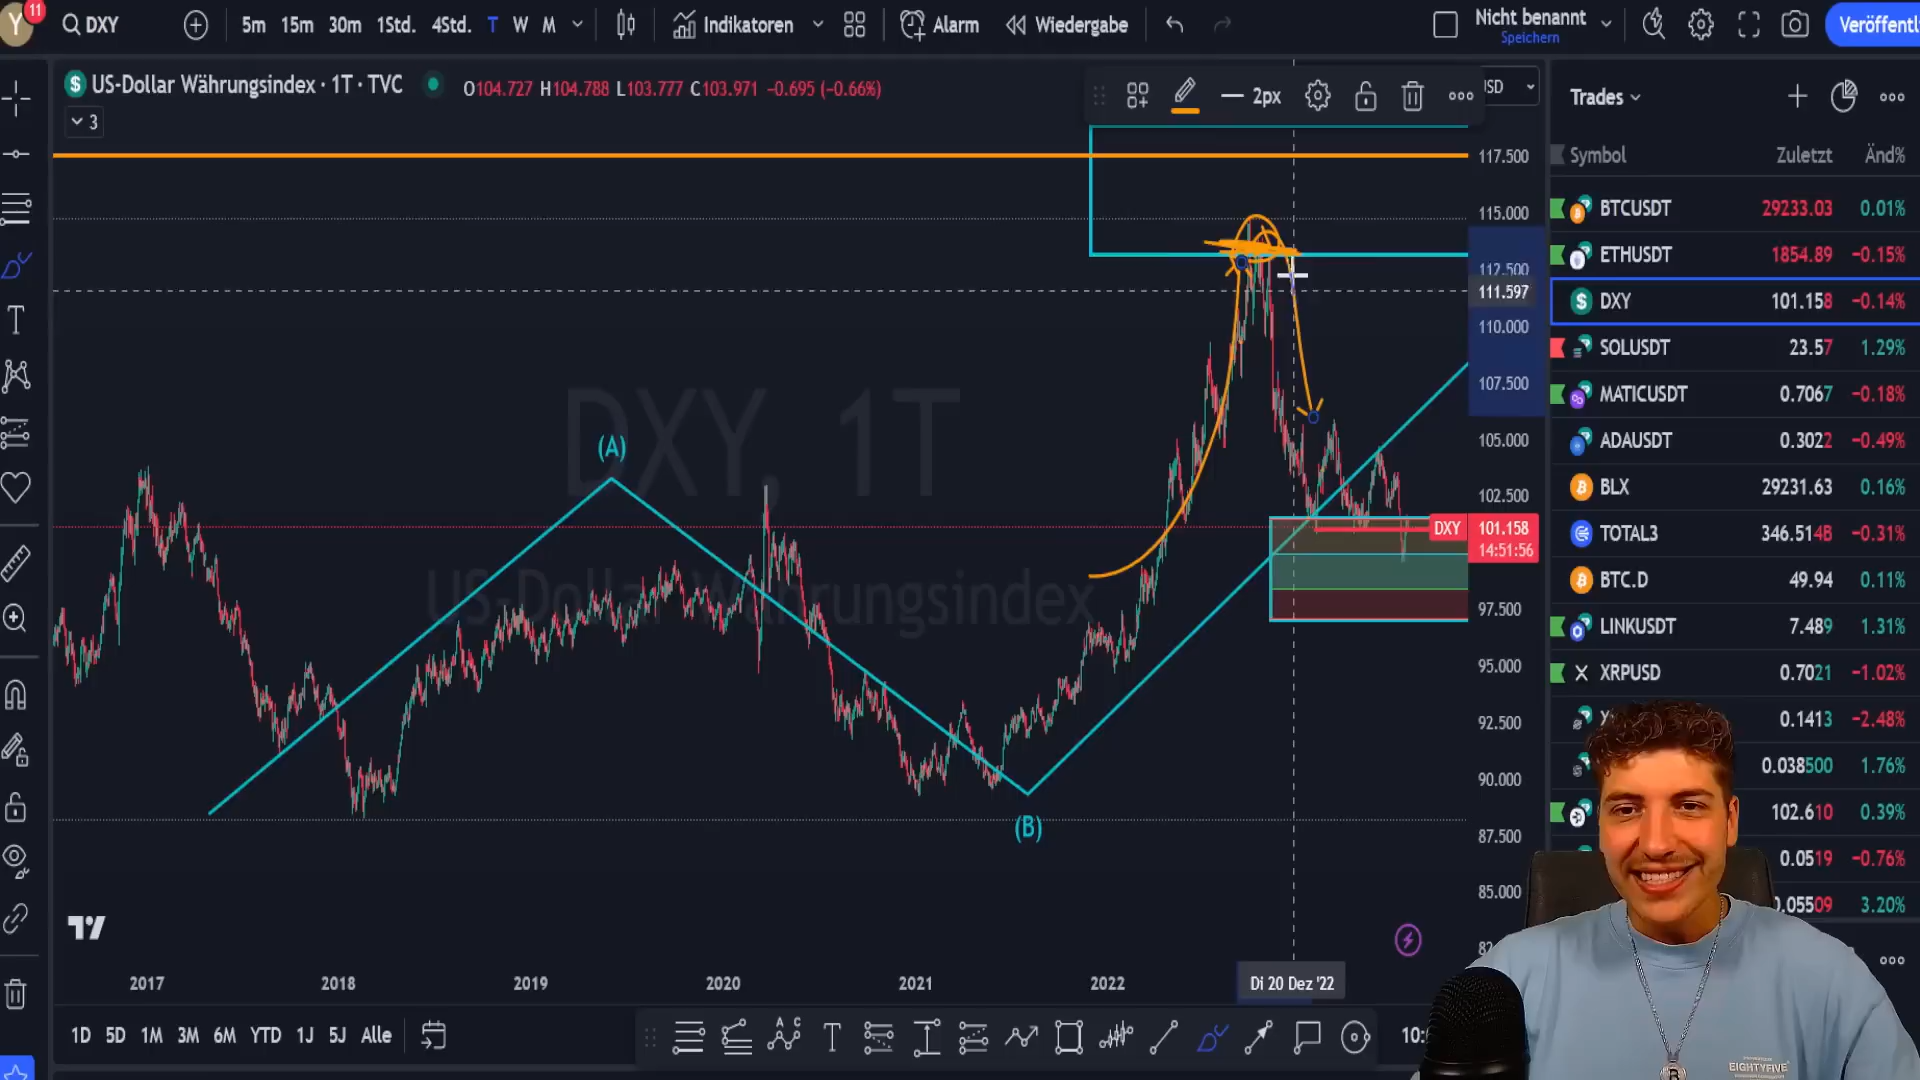 Y
11
DXY
5m 15m 30m 1Std. 4Std. T W M
Indikatoren
Alarm
Wiedergabe
Nicht benannt
Speichern
Veröffentl
US-Dollar Währungsindex · 1T · TVC
O104.727 H104.788 L103.777 C103.971 −0.695 (−0.66%)
3
2px
SD
Trades
Symbol Zuletzt Änd%
BTCUSDT 29233.03 0.01%
ETHUSDT 1854.89 −0.15%
DXY 101.158 −0.14%
SOLUSDT 23.57 1.29%
MATICUSDT 0.7067 −0.18%
ADAUSDT 0.3022 −0.49%
BLX 29231.63 0.16%
TOTAL3 346.514B −0.31%
BTC.D 49.94 0.11%
LINKUSDT 7.489 1.31%
XRPUSD 0.7021 −1.02%
0.1413 −2.48%
0.038500 1.76%
102.610 0.39%
0.0519 −0.76%
0.05509 3.20%
117.500
115.000
112.500
111.597
110.000
107.500
105.000
102.500
DXY 101.158
14:51:56
97.500
95.000
92.500
90.000
87.500
85.000
82
DXY, 1T
US-Dollar Währungsindex
(A)
(B)
2017 2018 2019 2020 2021 2022
Di 20 Dez '22
1D 5D 1M 3M 6M YTD 1J 5J Alle
10:
EIGHTYFIVE
B